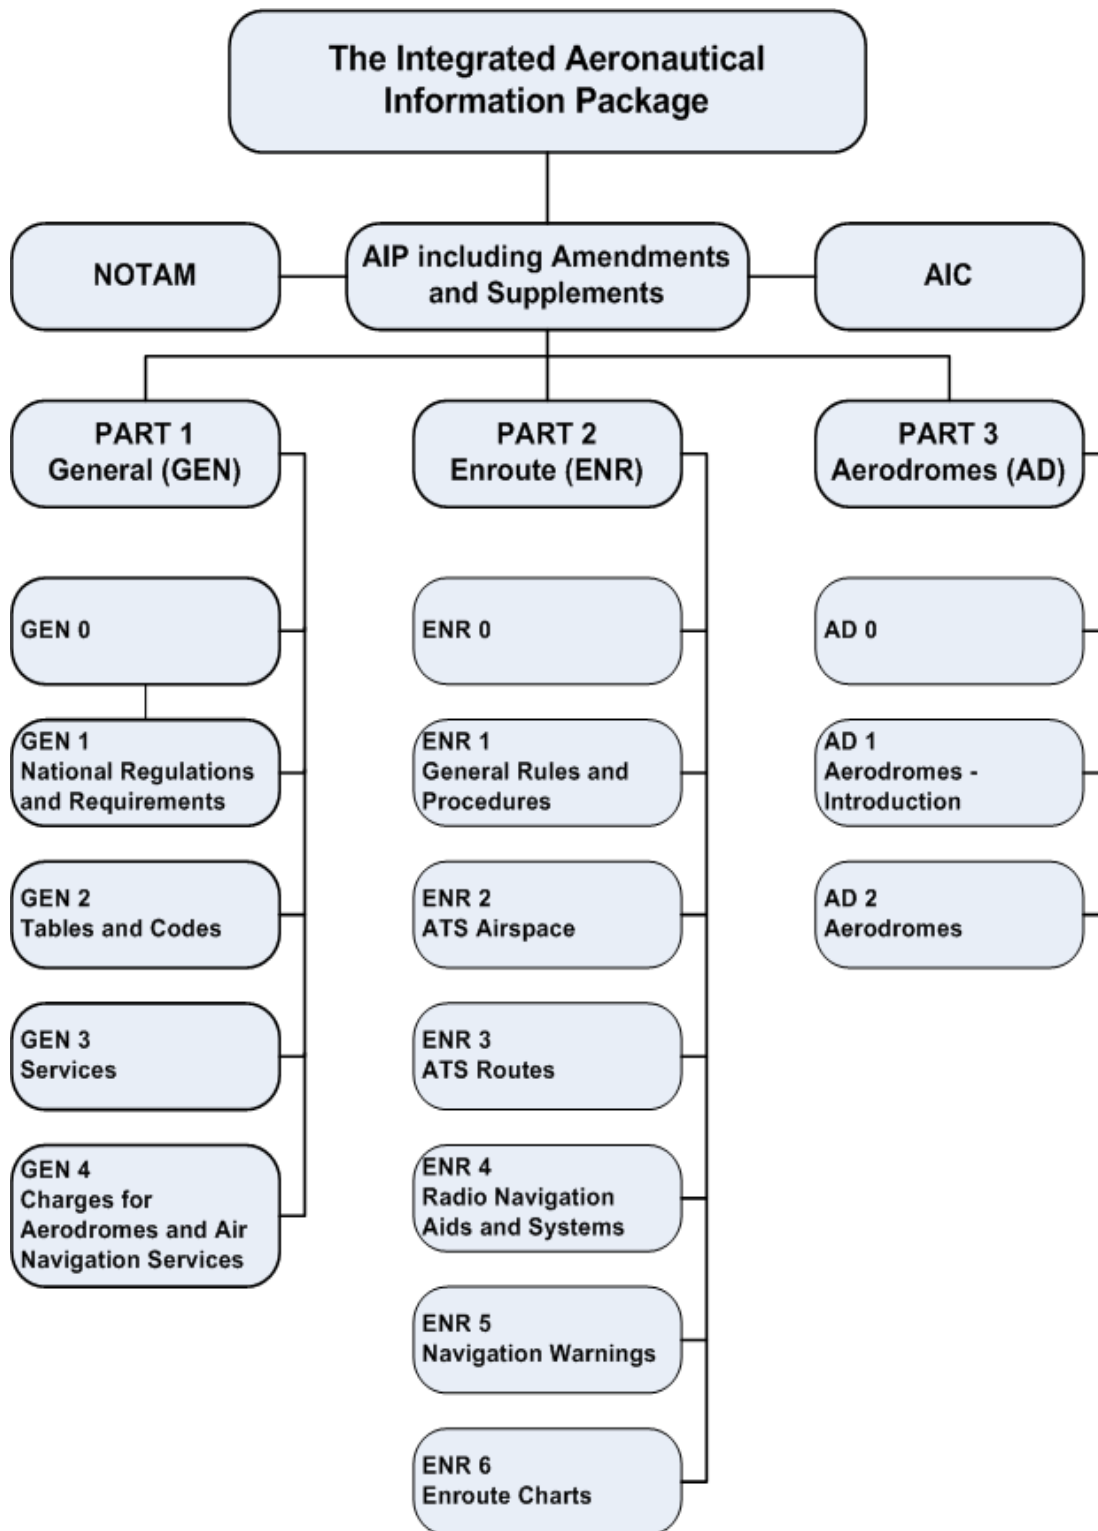 The Integrated Aeronautical
Information Package
NOTAM
AIP including Amendments
and Supplements
AIC
PART 1
General (GEN)
PART 2
Enroute (ENR)
PART 3
Aerodromes (AD)
GEN 0
GEN 1
National Regulations
and Requirements
GEN 2
Tables and Codes
GEN 3
Services
GEN 4
Charges for
Aerodromes and Air
Navigation Services
ENR 0
ENR 1
General Rules and
Procedures
ENR 2
ATS Airspace
ENR 3
ATS Routes
ENR 4
Radio Navigation
Aids and Systems
ENR 5
Navigation Warnings
ENR 6
Enroute Charts
AD 0
AD 1
Aerodromes -
Introduction
AD 2
Aerodromes